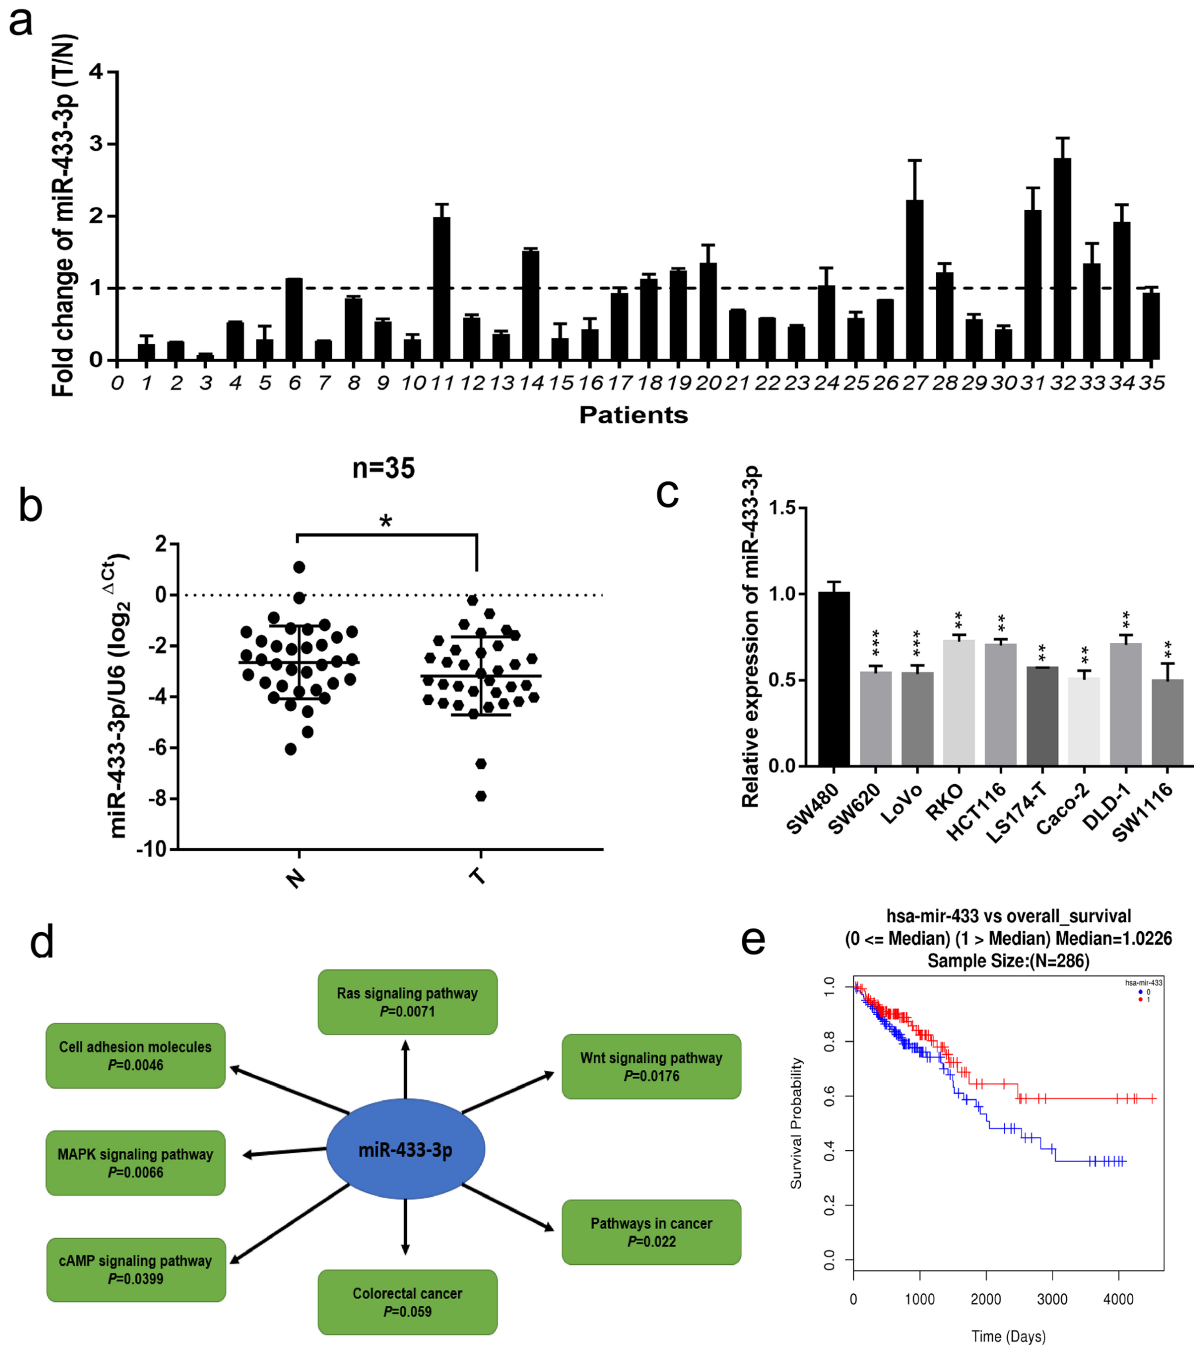 a
Fold change of miR-433-3p (T/N)
4
3
2
1
0
0 1 2 3 4 5 6 7 8 9 10 11 12 13 14 15 16 17 18 19 20 21 22 23 24 25 26 27 28 29 30 31 32 33 34 35
Patients
b
n=35
*
miR-433-3p/U6 (log2 ΔCt)
2
0
-2
-4
-6
-8
-10
N
T
c
Relative expression of miR-433-3p
1.5
1.0
0.5
0.0
*** *** ** ** ** ** ** **
SW480
SW620
LoVo
RKO
HCT116
LS174-T
Caco-2
DLD-1
SW1116
d
Ras signaling pathway
P=0.0071
Cell adhesion molecules
P=0.0046
Wnt signaling pathway
P=0.0176
MAPK signaling pathway
P=0.0066
miR-433-3p
cAMP signaling pathway
P=0.0399
Pathways in cancer
P=0.022
Colorectal cancer
P=0.059
e
hsa-mir-433 vs overall_survival
(0 <= Median) (1 > Median) Median=1.0226
Sample Size:(N=286)
hsa-mir-433
0
1
Survival Probability
1.0
0.8
0.6
0.4
0.2
0.0
0 1000 2000 3000 4000
Time (Days)